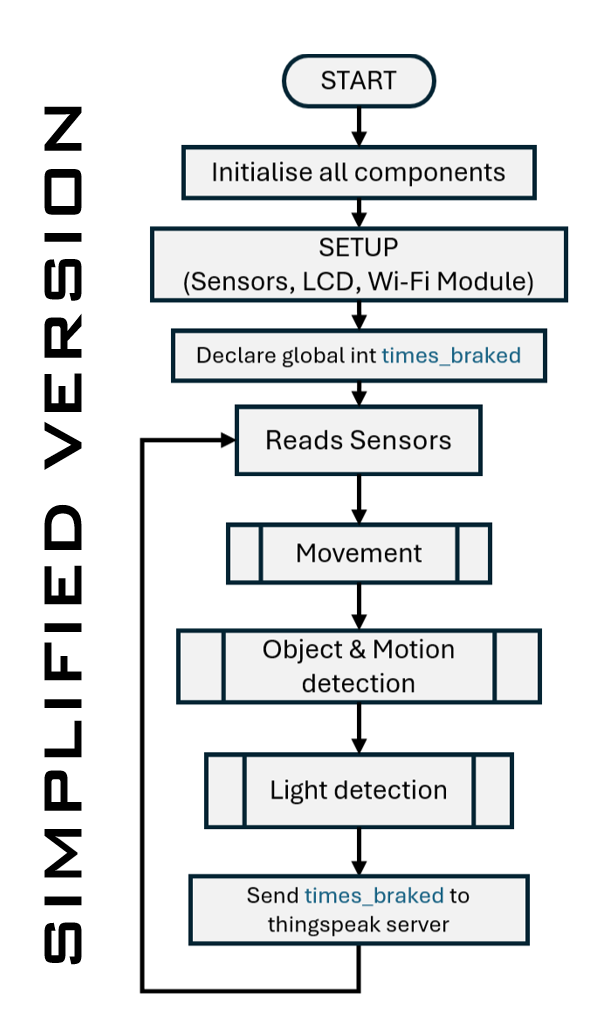 SIMPLIFIED VERSION
START
Initialise all components
SETUP
(Sensors, LCD, Wi-Fi Module)
Declare global int times_braked
Reads Sensors
Movement
Object & Motion
detection
Light detection
Send times_braked to
thingspeak server